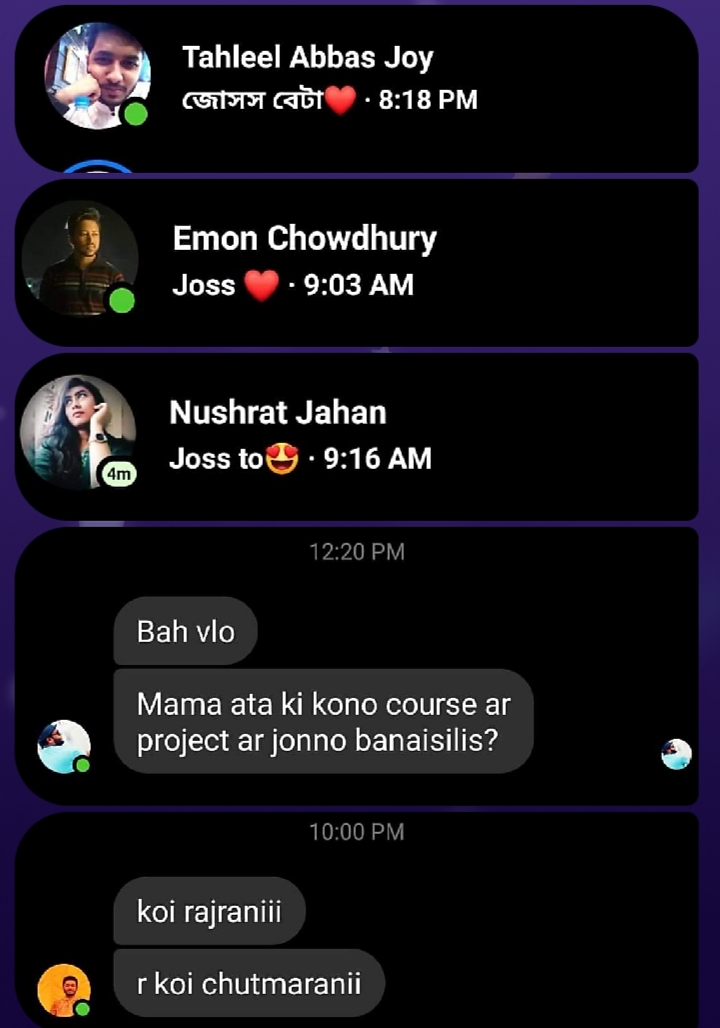 Tahleel Abbas Joy
জোসস বেটা❤️ · 8:18 PM
Emon Chowdhury
Joss ❤️ · 9:03 AM
Nushrat Jahan
4m
Joss to😍 · 9:16 AM
12:20 PM
Bah vlo
Mama ata ki kono course ar
project ar jonno banaisilis?
10:00 PM
koi rajraniii
r koi chutmaranii